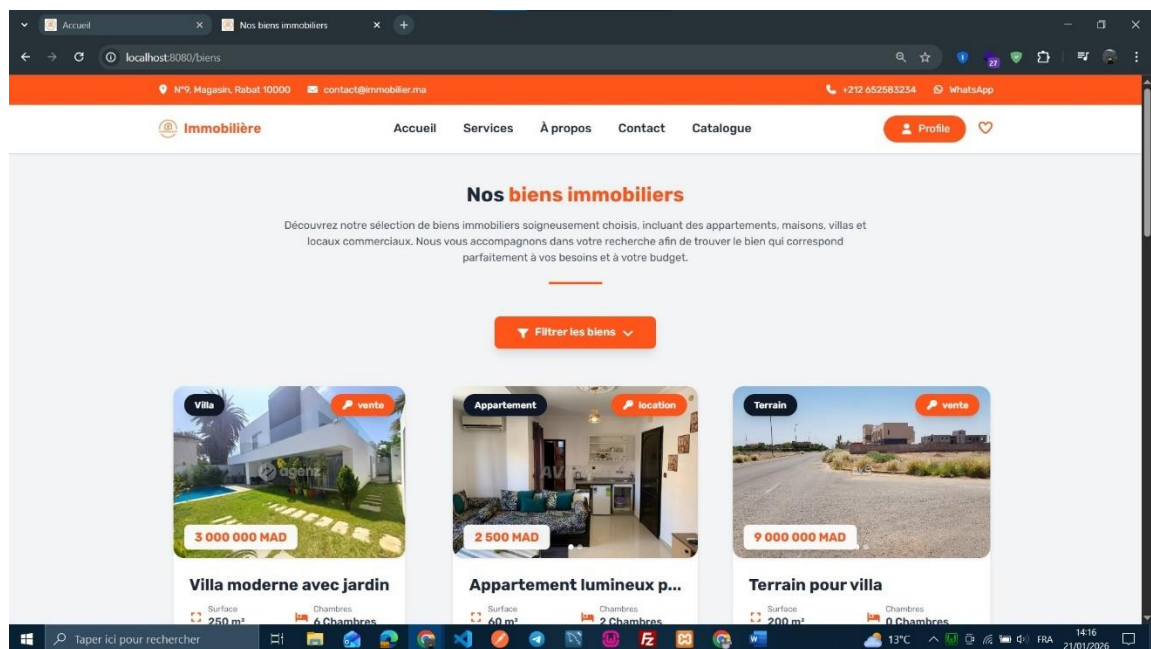 Accueil
Nos biens immobiliers
localhost:8080/biens
27
N°9, Magasin, Rabat 10000
contact@immobilier.ma
+212 652583234
WhatsApp
Immobilière
Accueil
Services
À propos
Contact
Catalogue
Profile
Nos biens immobiliers
Découvrez notre sélection de biens immobiliers soigneusement choisis, incluant des appartements, maisons, villas et
locaux commerciaux. Nous vous accompagnons dans votre recherche afin de trouver le bien qui correspond
parfaitement à vos besoins et à votre budget.
Filtrer les biens
Villa
vente
agenz
3 000 000 MAD
Villa moderne avec jardin
Surface
250 m²
Chambres
6 Chambres
Appartement
location
2 500 MAD
Appartement lumineux p...
Surface
60 m²
Chambres
2 Chambres
Terrain
vente
9 000 000 MAD
Terrain pour villa
Surface
200 m²
Chambres
0 Chambres
Taper ici pour rechercher
13°C
FRA
14:16
21/01/2026